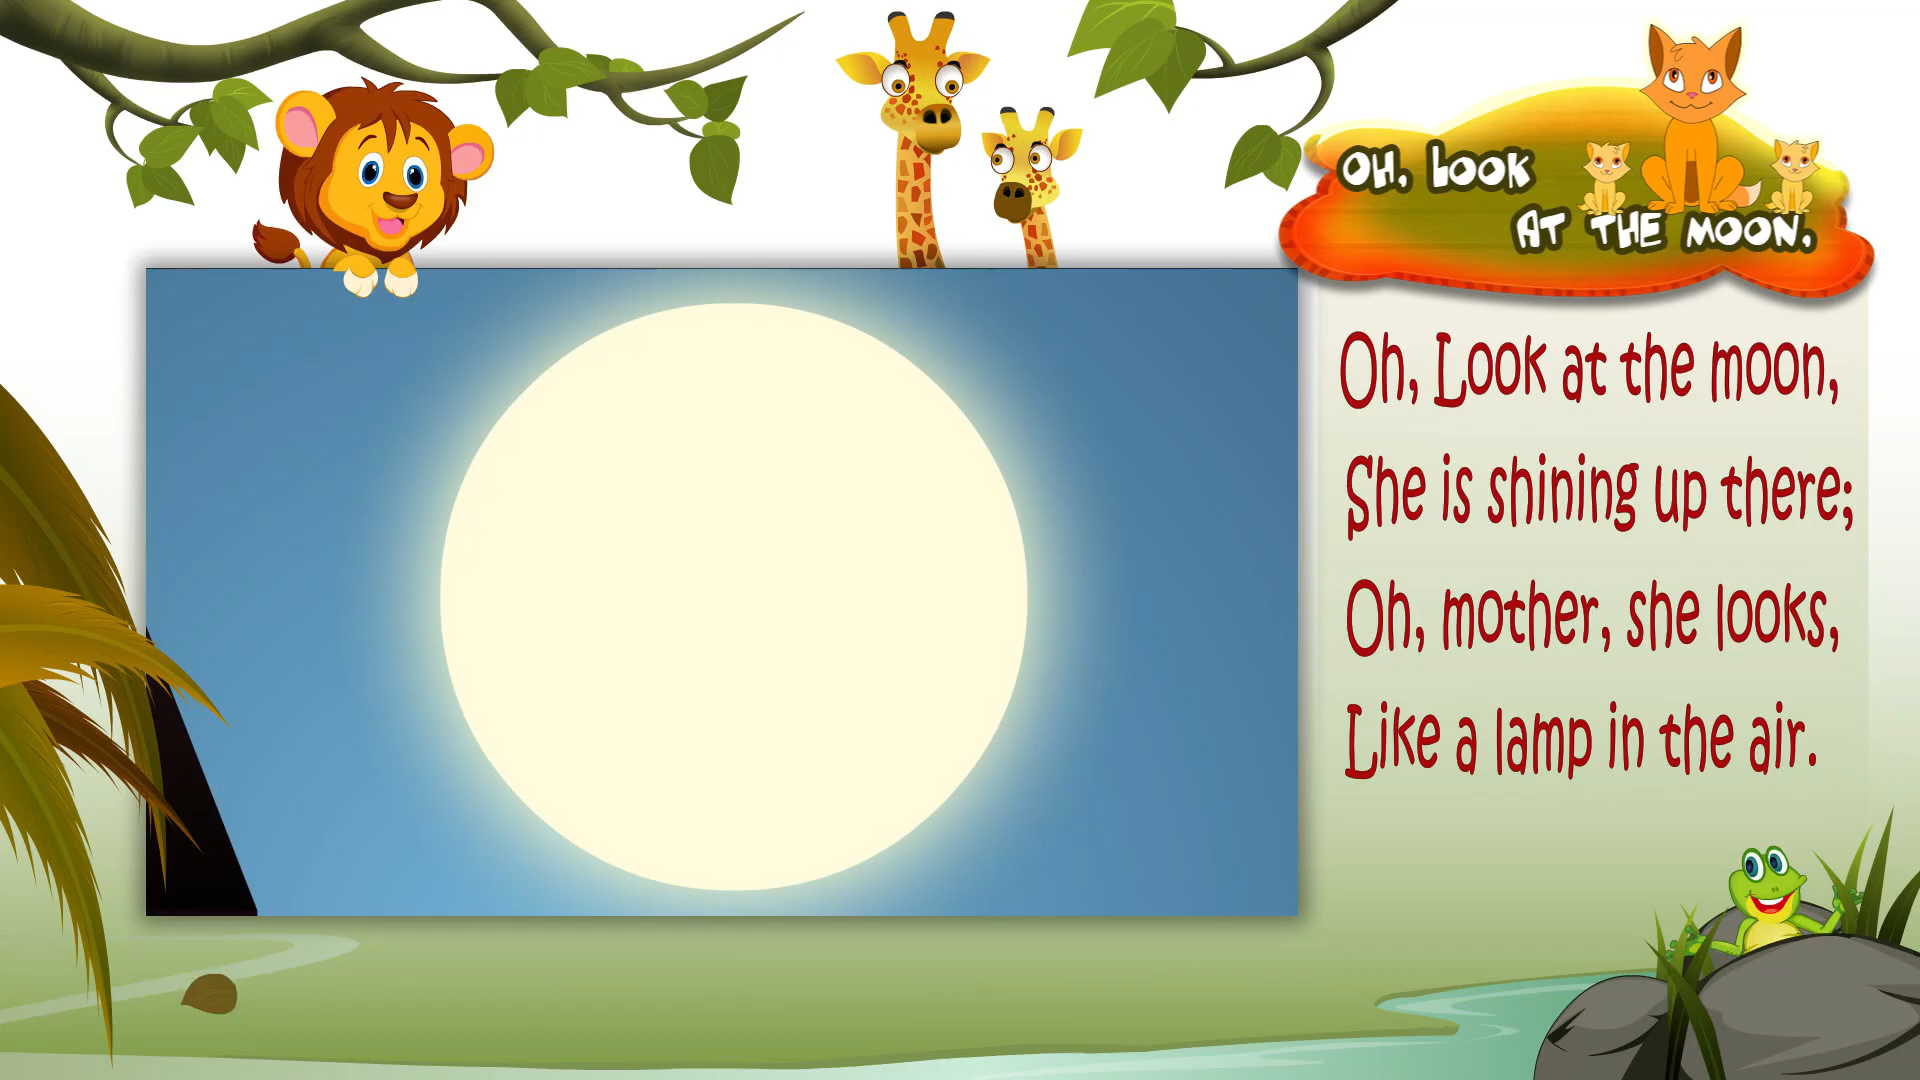 OH, LOOK
AT THE MOON.
Oh, Look at the moon,
She is shining up there;
Oh, mother, she looks,
Like a lamp in the air.